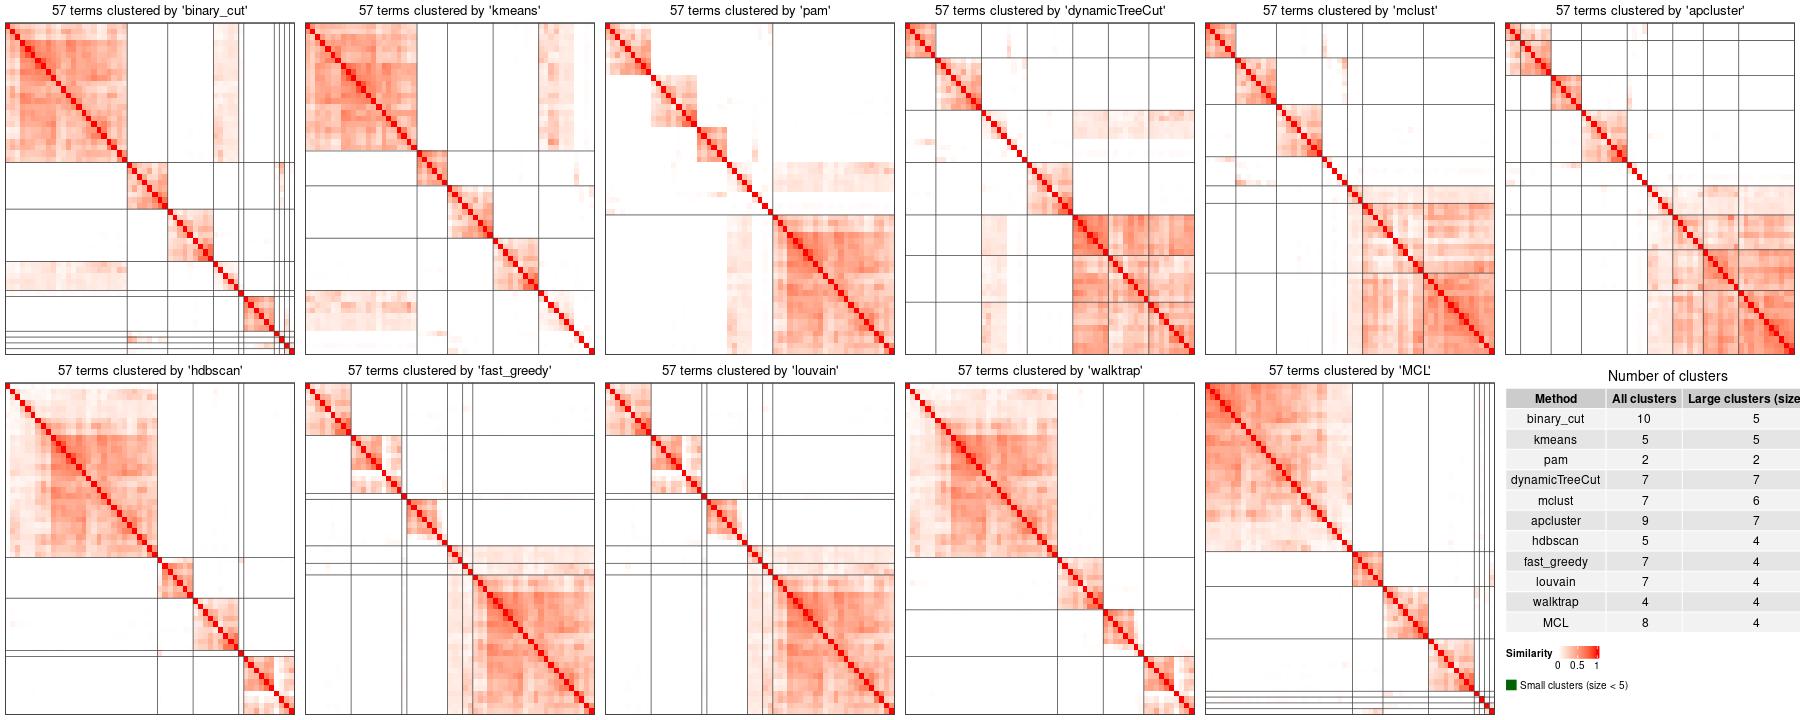 57 terms clustered by 'binary_cut'
57 terms clustered by 'kmeans'
57 terms clustered by 'pam'
57 terms clustered by 'dynamicTreeCut'
57 terms clustered by 'mclust'
57 terms clustered by 'apcluster'
57 terms clustered by 'hdbscan'
57 terms clustered by 'fast_greedy'
57 terms clustered by 'louvain'
57 terms clustered by 'walktrap'
57 terms clustered by 'MCL'
Number of clusters
Method All clusters Large clusters (size
binary_cut 10 5
kmeans 5 5
pam 2 2
dynamicTreeCut 7 7
mclust 7 6
apcluster 9 7
hdbscan 5 4
fast_greedy 7 4
louvain 7 4
walktrap 4 4
MCL 8 4
Similarity
0 0.5 1
Small clusters (size < 5)